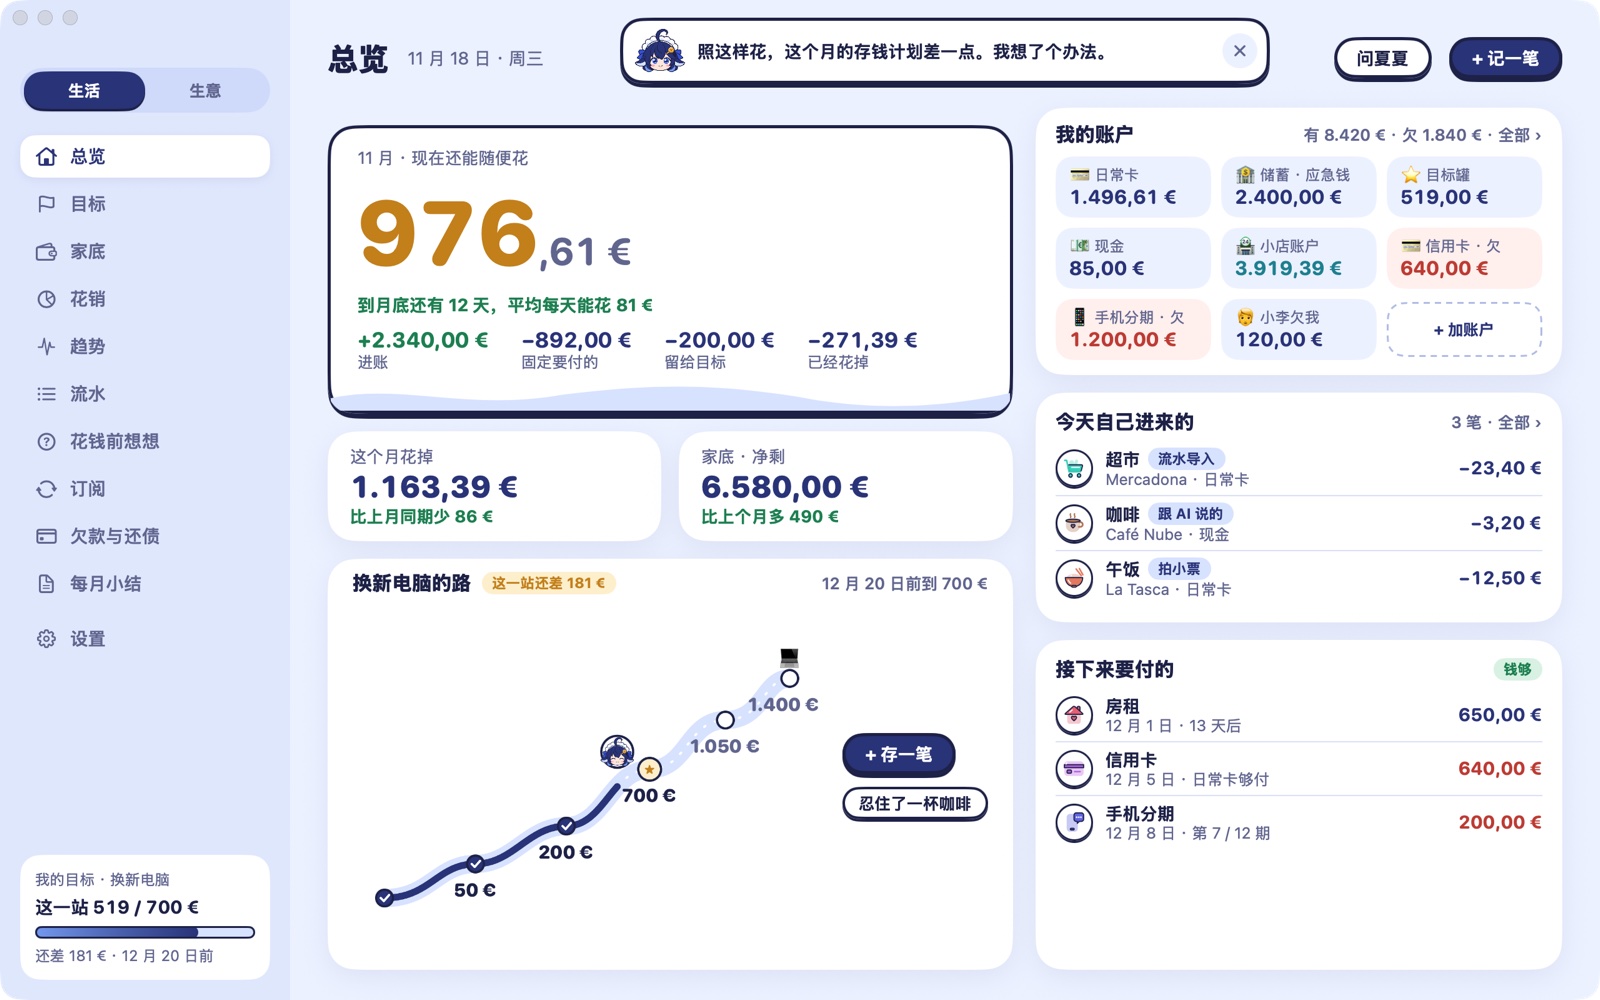 生活
生意
总览
目标
家底
花销
趋势
流水
花钱前想想
订阅
欠款与还债
每月小结
设置
我的目标 · 换新电脑
这一站 519 / 700 €
还差 181 € · 12 月 20 日前
总览
11 月 18 日 · 周三
照这样花，这个月的存钱计划差一点。我想了个办法。
问夏夏
+ 记一笔
11 月 · 现在还能随便花
976,61 €
到月底还有 12 天，平均每天能花 81 €
+2.340,00 €
进账
−892,00 €
固定要付的
−200,00 €
留给目标
−271,39 €
已经花掉
这个月花掉
1.163,39 €
比上月同期少 86 €
家底 · 净剩
6.580,00 €
比上个月多 490 €
换新电脑的路
这一站还差 181 €
12 月 20 日前到 700 €
1.400 €
1.050 €
700 €
200 €
50 €
+ 存一笔
忍住了一杯咖啡
我的账户
有 8.420 € · 欠 1.840 € · 全部 ›
日常卡
1.496,61 €
储蓄 · 应急钱
2.400,00 €
目标罐
519,00 €
现金
85,00 €
小店账户
3.919,39 €
信用卡 · 欠
640,00 €
手机分期 · 欠
1.200,00 €
小李欠我
120,00 €
+ 加账户
今天自己进来的
3 笔 · 全部 ›
超市 流水导入
Mercadona · 日常卡
−23,40 €
咖啡 跟 AI 说的
Café Nube · 现金
−3,20 €
午饭 拍小票
La Tasca · 日常卡
−12,50 €
接下来要付的
钱够
房租
12 月 1 日 · 13 天后
650,00 €
信用卡
12 月 5 日 · 日常卡够付
640,00 €
手机分期
12 月 8 日 · 第 7 / 12 期
200,00 €